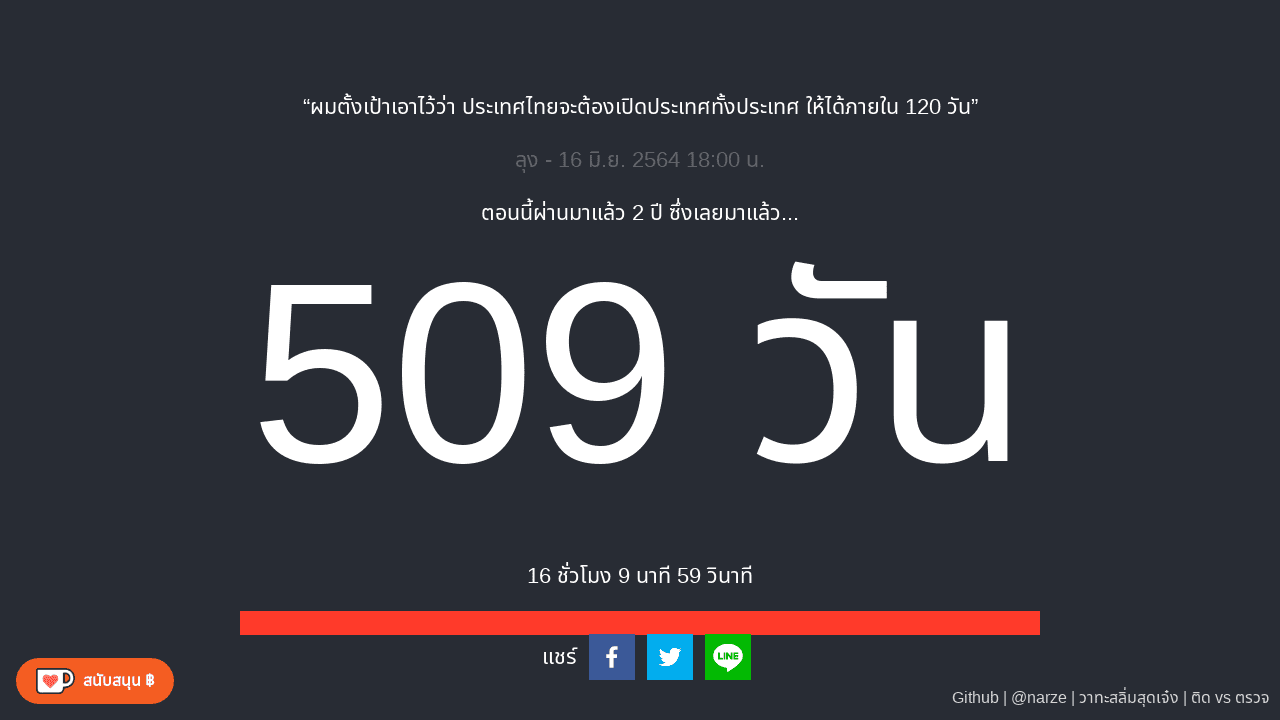 “ผมตั้งเป้าเอาไว้ว่า ประเทศไทยจะต้องเปิดประเทศทั้งประเทศ ให้ได้ภายใน 120 วัน”
ลุง - 16 มิ.ย. 2564 18:00 น.
ตอนนี้ผ่านมาแล้ว 2 ปี ซึ่งเลยมาแล้ว...
509 วัน
16 ชั่วโมง 9 นาที 59 วินาที
แชร์
LINE
สนับสนุน ฿
Github | @narze | วาทะสลิ่มสุดเจ๋ง | ติด vs ตรวจ